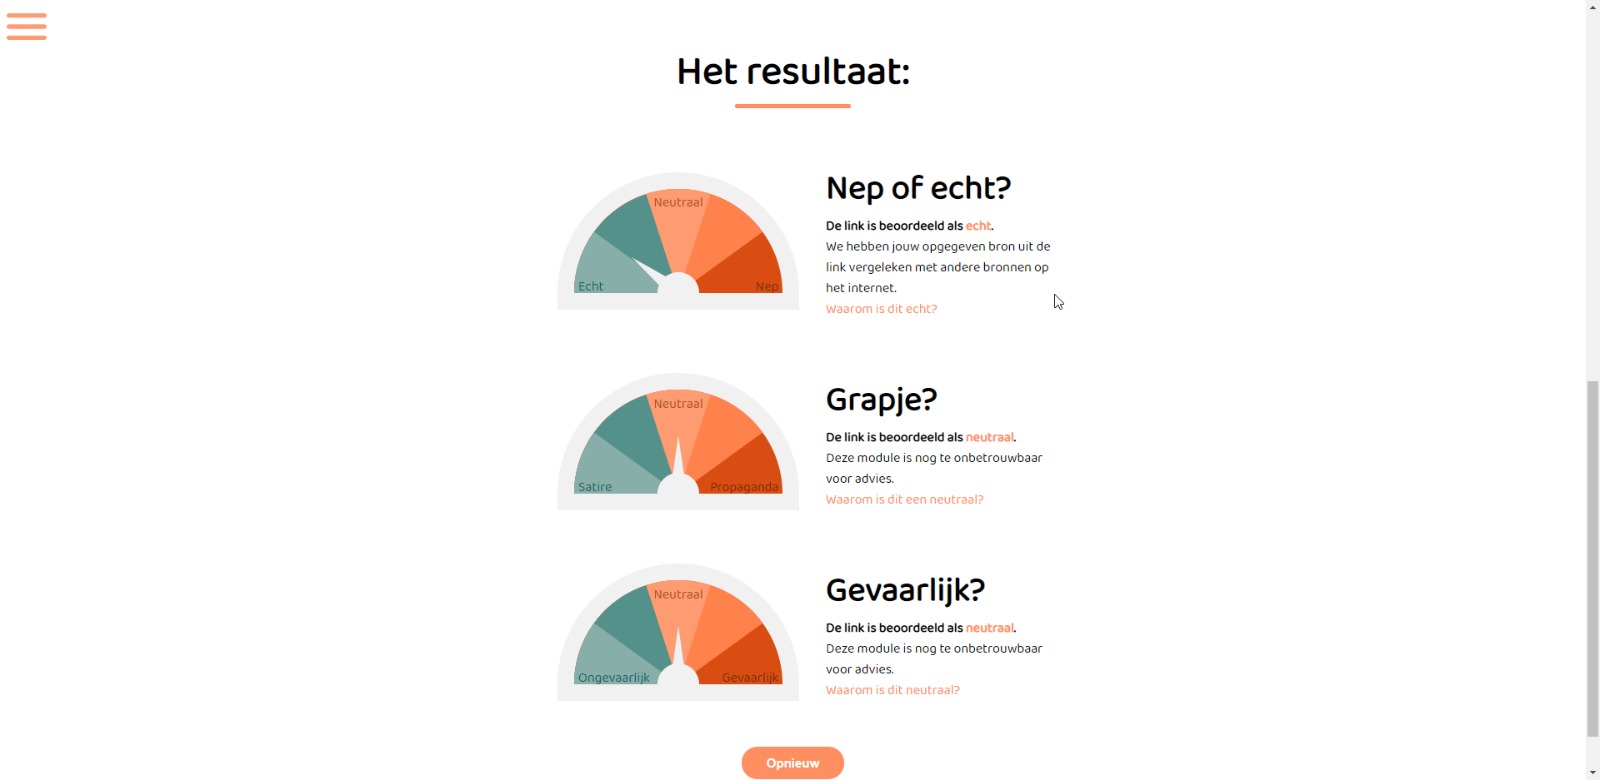 Het resultaat:
Neutraal
Echt
Nep
Nep of echt?
De link is beoordeeld als echt.
We hebben jouw opgegeven bron uit de
link vergeleken met andere bronnen op
het internet.
Waarom is dit echt?
Neutraal
Satire
Propaganda
Grapje?
De link is beoordeeld als neutraal.
Deze module is nog te onbetrouwbaar
voor advies.
Waarom is dit een neutraal?
Neutraal
Ongevaarlijk
Gevaarlijk
Gevaarlijk?
De link is beoordeeld als neutraal.
Deze module is nog te onbetrouwbaar
voor advies.
Waarom is dit neutraal?
Opnieuw